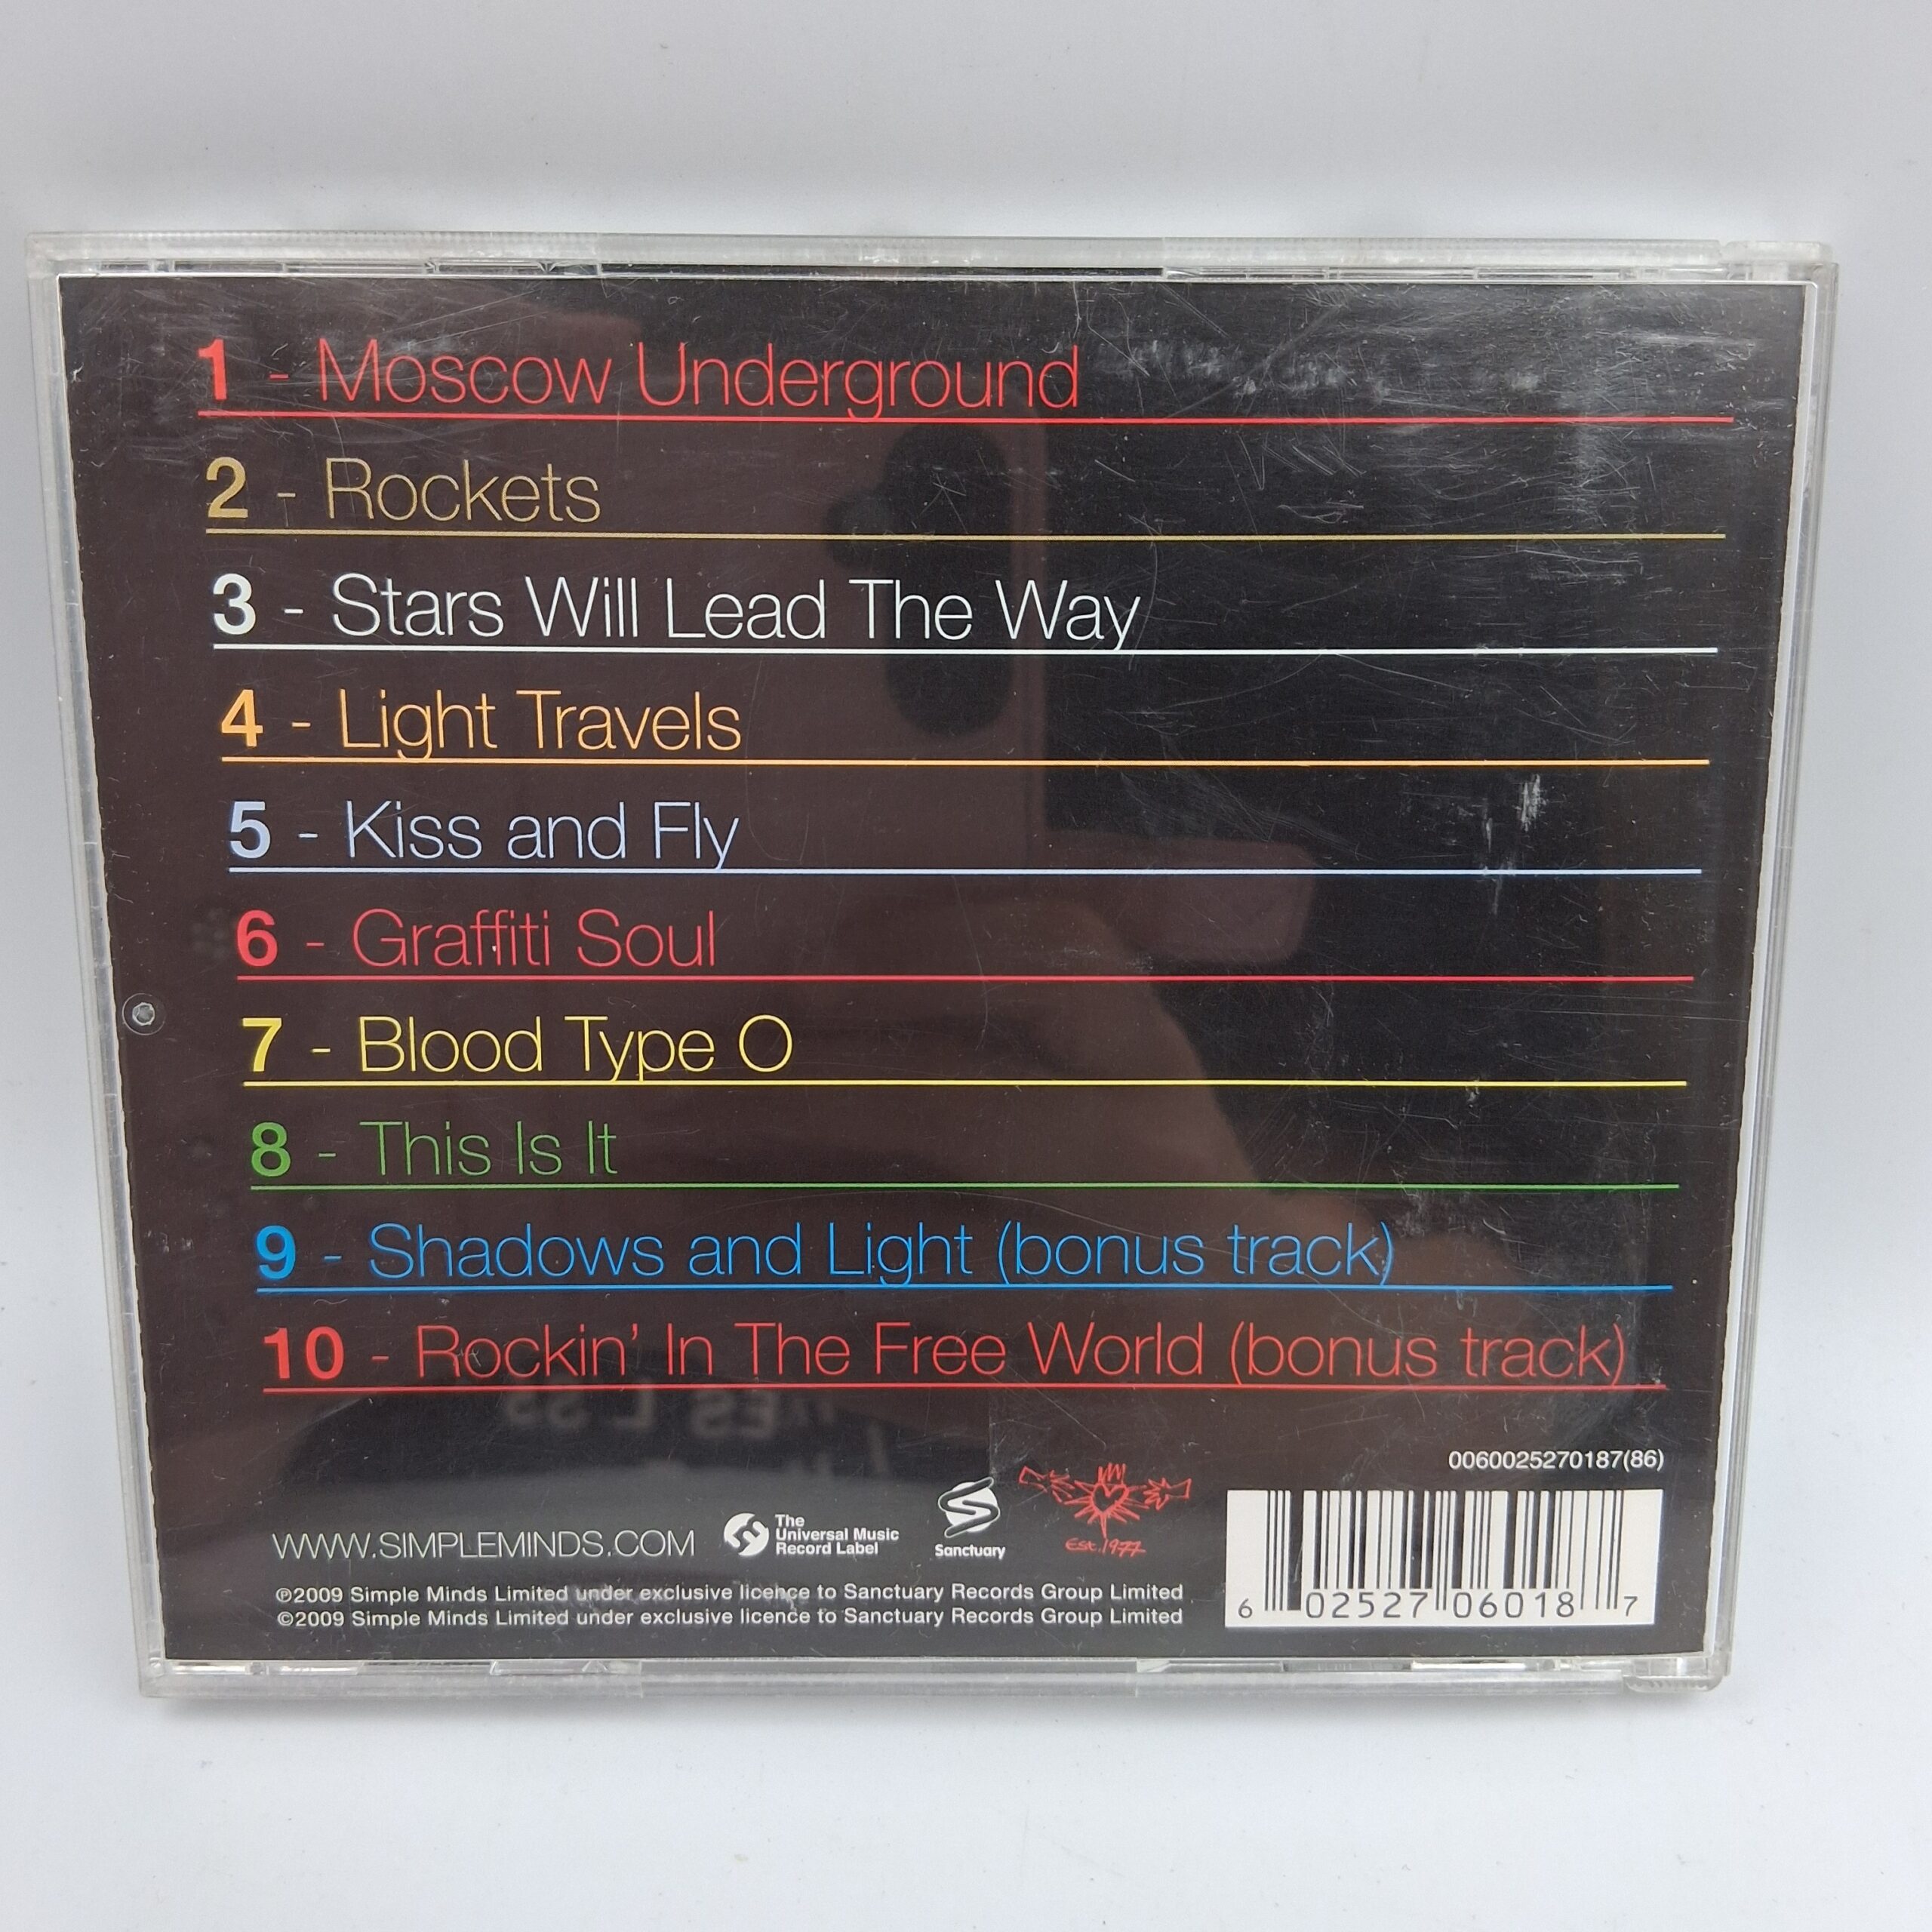 1 - Moscow Underground
2 - Rockets
3 - Stars Will Lead The Way
4 - Light Travels
5 - Kiss and Fly
6 - Graffiti Soul
7 - Blood Type O
8 - This Is It
9 - Shadows and Light (bonus track)
10 - Rockin' In The Free World (bonus track)
0060025270187(86)
WWW.SIMPLEMINDS.COM
The
Universal Music
Record Label
Sanctuary
Est. 1977
℗2009 Simple Minds Limited under exclusive licence to Sanctuary Records Group Limited
©2009 Simple Minds Limited under exclusive licence to Sanctuary Records Group Limited
6 02527 06018 7